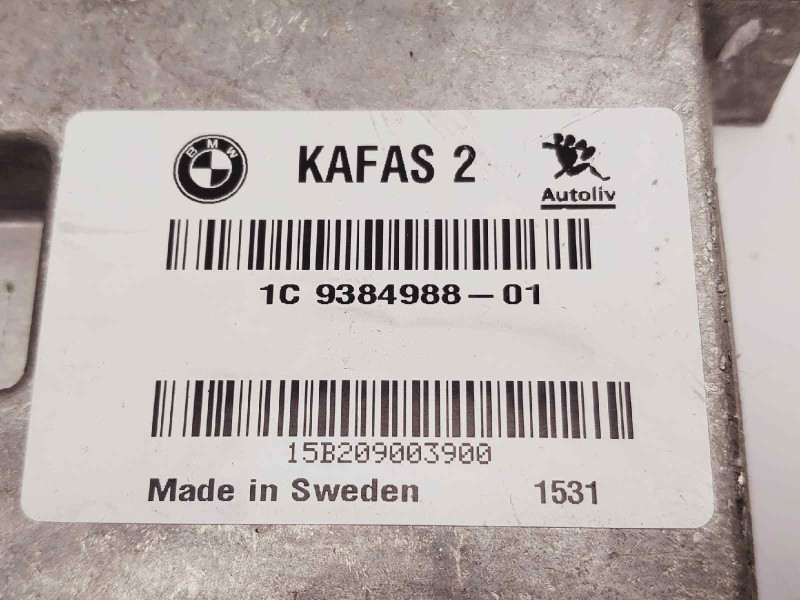 BMW
KAFAS 2
Autoliv
1C 9384988-01
15B209003900
Made in Sweden 1531